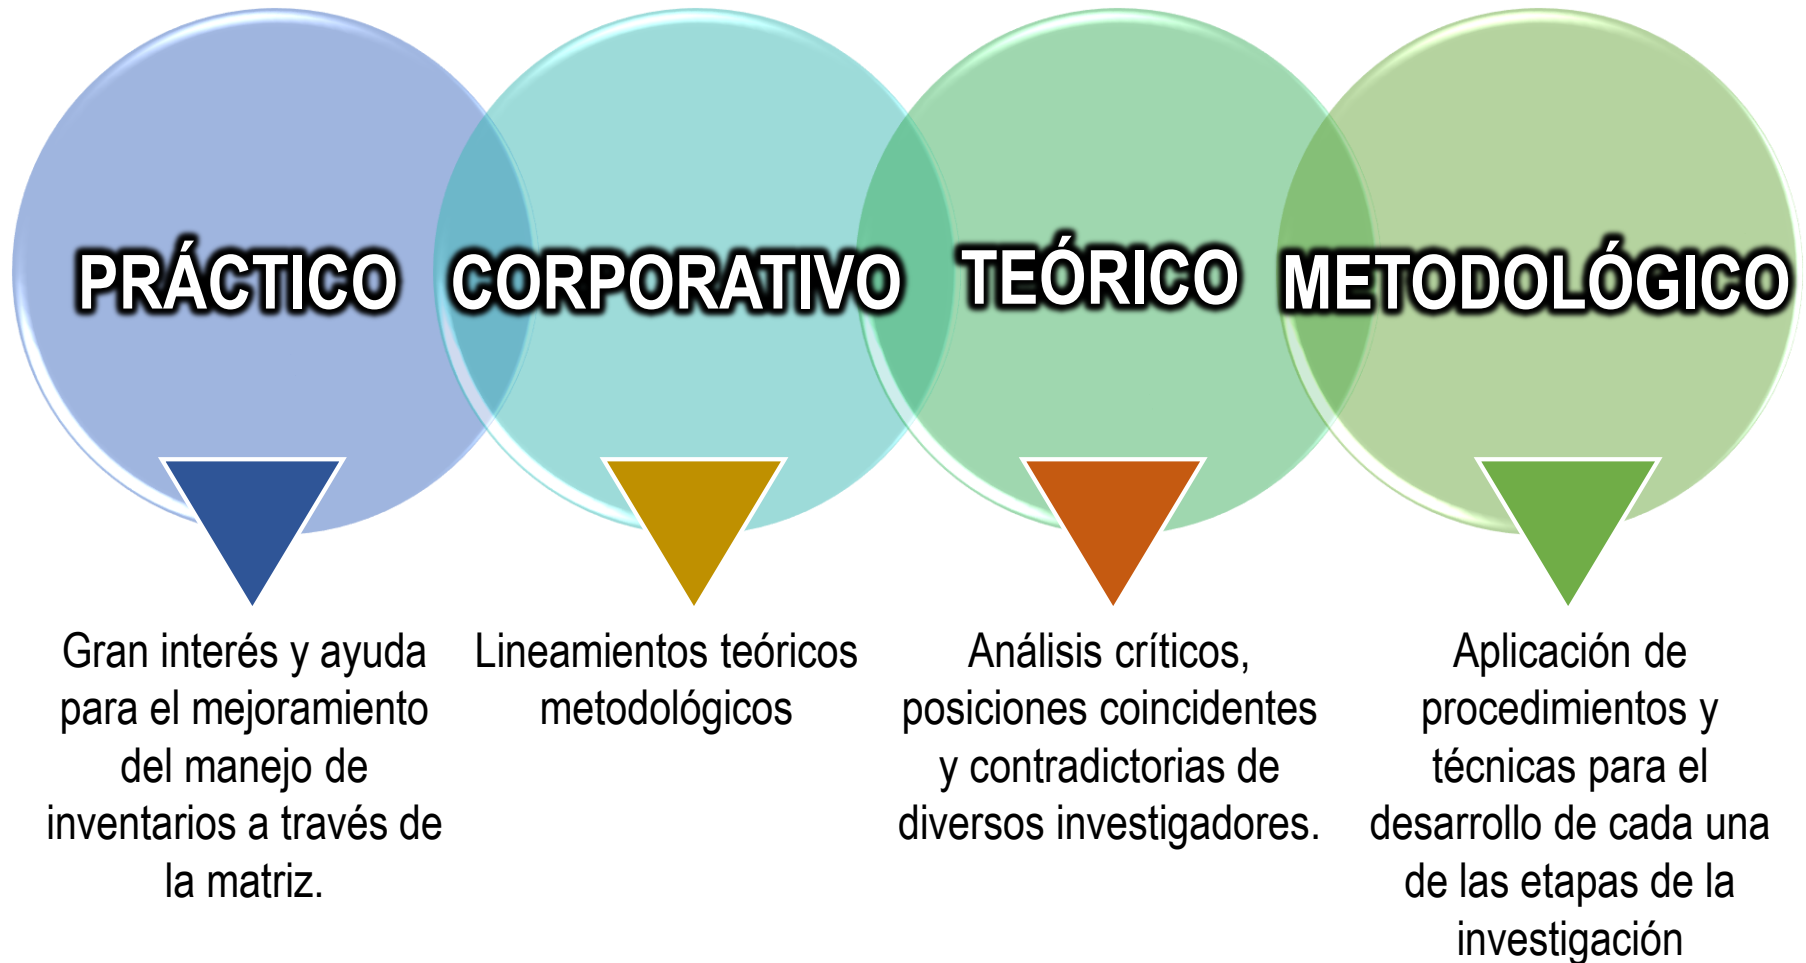 PRÁCTICO
CORPORATIVO
TEÓRICO
METODOLÓGICO
Gran interés y ayuda
para el mejoramiento
del manejo de
inventarios a través de
la matriz.
Lineamientos teóricos
metodológicos
Análisis críticos,
posiciones coincidentes
y contradictorias de
diversos investigadores.
Aplicación de
procedimientos y
técnicas para el
desarrollo de cada una
de las etapas de la
investigación